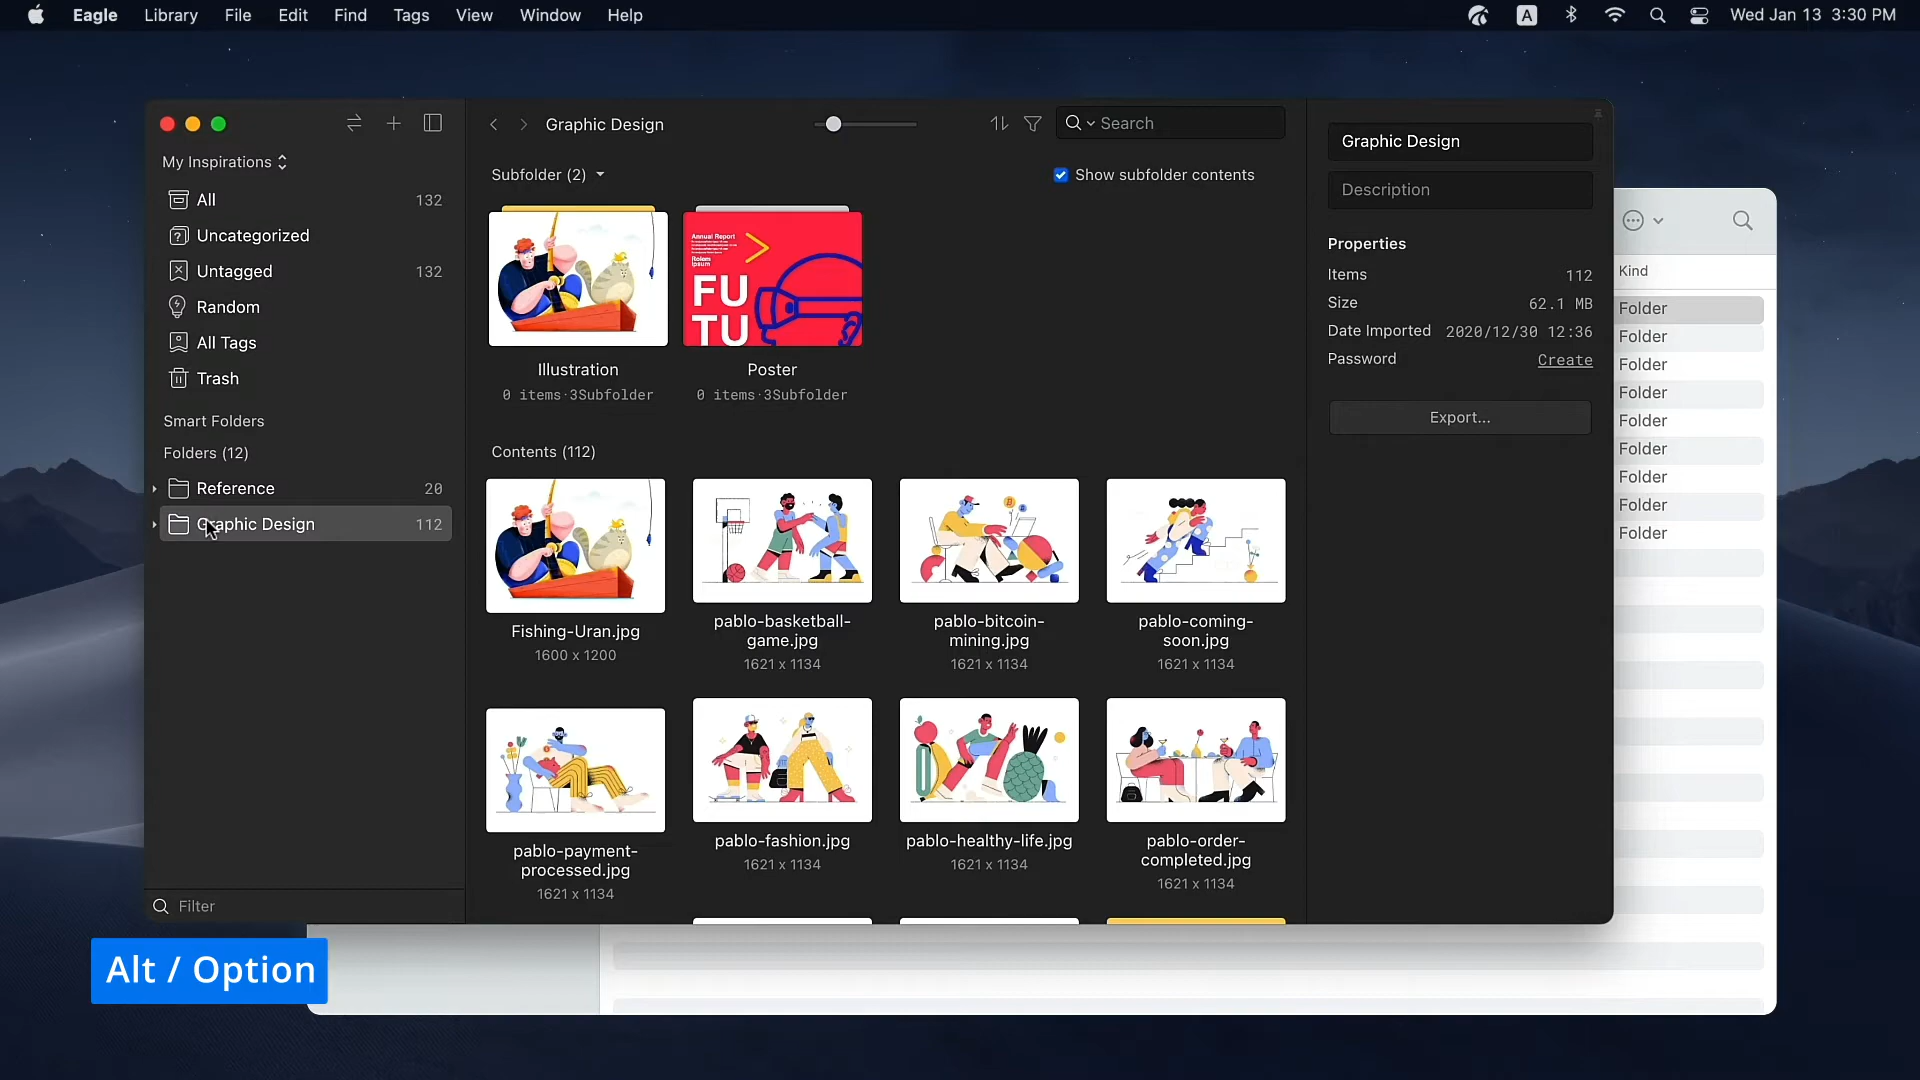 Eagle Library File Edit Find Tags View Window Help
A
Wed Jan 13 3:30 PM
My Inspirations
All 132
Uncategorized
Untagged 132
Random
All Tags
Trash
Smart Folders
Folders (12)
Reference 20
Graphic Design 112
Filter
Graphic Design
Search
Subfolder (2)
Show subfolder contents
Annual Report
FU
TU
Illustration
0 items·3Subfolder
Poster
0 items·3Subfolder
Contents (112)
Fishing-Uran.jpg
1600 x 1200
pablo-basketball-
game.jpg
1621 x 1134
pablo-bitcoin-
mining.jpg
1621 x 1134
pablo-coming-
soon.jpg
1621 x 1134
pablo-payment-
processed.jpg
1621 x 1134
pablo-fashion.jpg
1621 x 1134
pablo-healthy-life.jpg
1621 x 1134
pablo-order-
completed.jpg
1621 x 1134
Graphic Design
Description
Properties
Items 112
Size 62.1 MB
Date Imported 2020/12/30 12:36
Password Create
Export...
Kind
Folder
Folder
Folder
Folder
Folder
Folder
Folder
Folder
Folder
Alt / Option